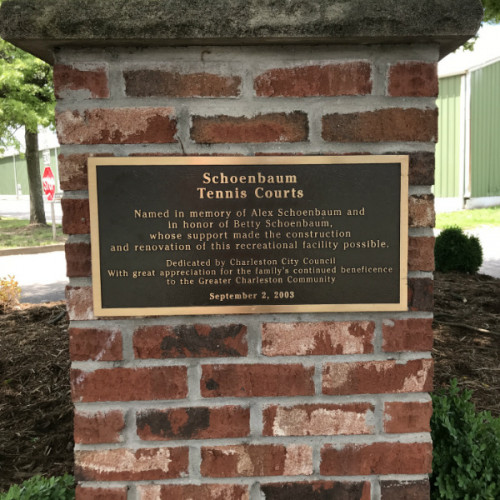 Schoenbaum
Tennis Courts
Named in memory of Alex Schoenbaum and
in honor of Betty Schoenbaum,
whose support made the construction
and renovation of this recreational facility possible.
Dedicated by Charleston City Council
With great appreciation for the family's continued beneficence
to the Greater Charleston Community
September 2, 2003
STOP